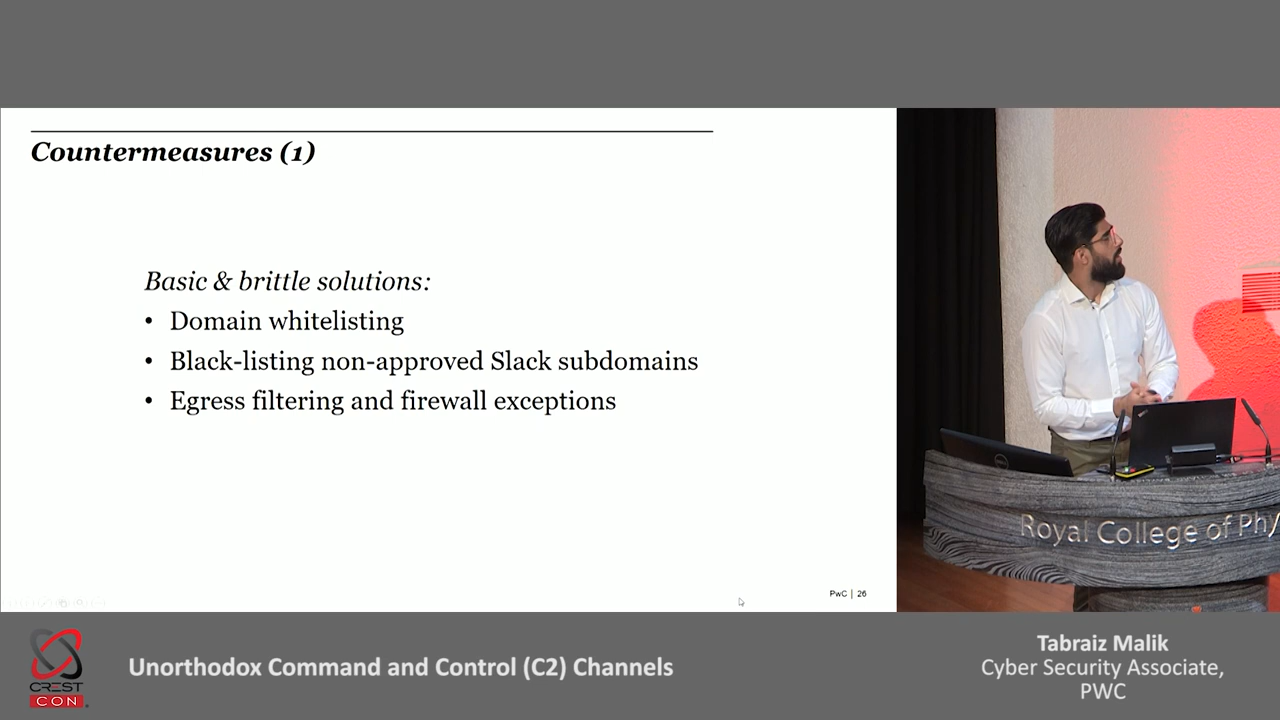 Countermeasures (1)
Basic & brittle solutions:
• Domain whitelisting
• Black-listing non-approved Slack subdomains
• Egress filtering and firewall exceptions
PwC | 26
Royal College of Phy
CREST
CON
Unorthodox Command and Control (C2) Channels
Tabraiz Malik
Cyber Security Associate,
PWC